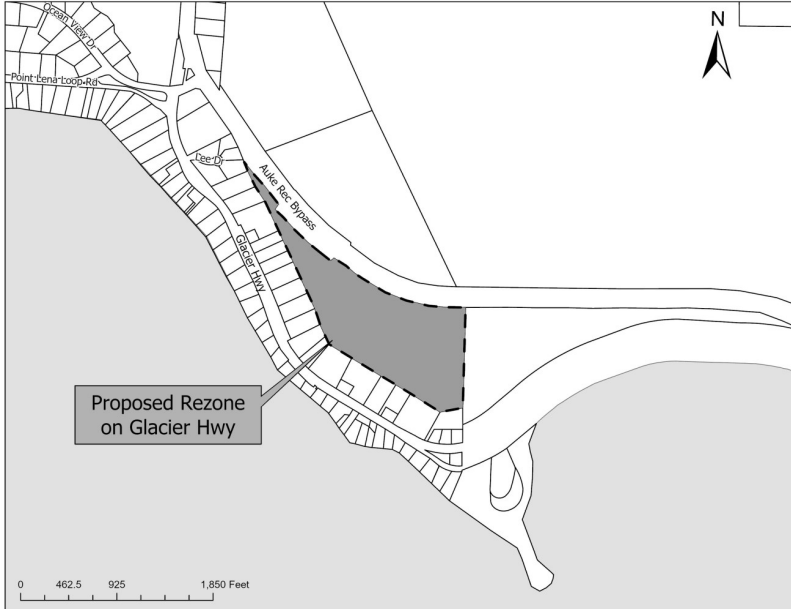 Ocean View Dr
N
Point Lena Loop Rd
Lee Dr
Auke Rec Bypass
Glacier Hwy
Proposed Rezone
on Glacier Hwy
0 462.5 925 1,850 Feet